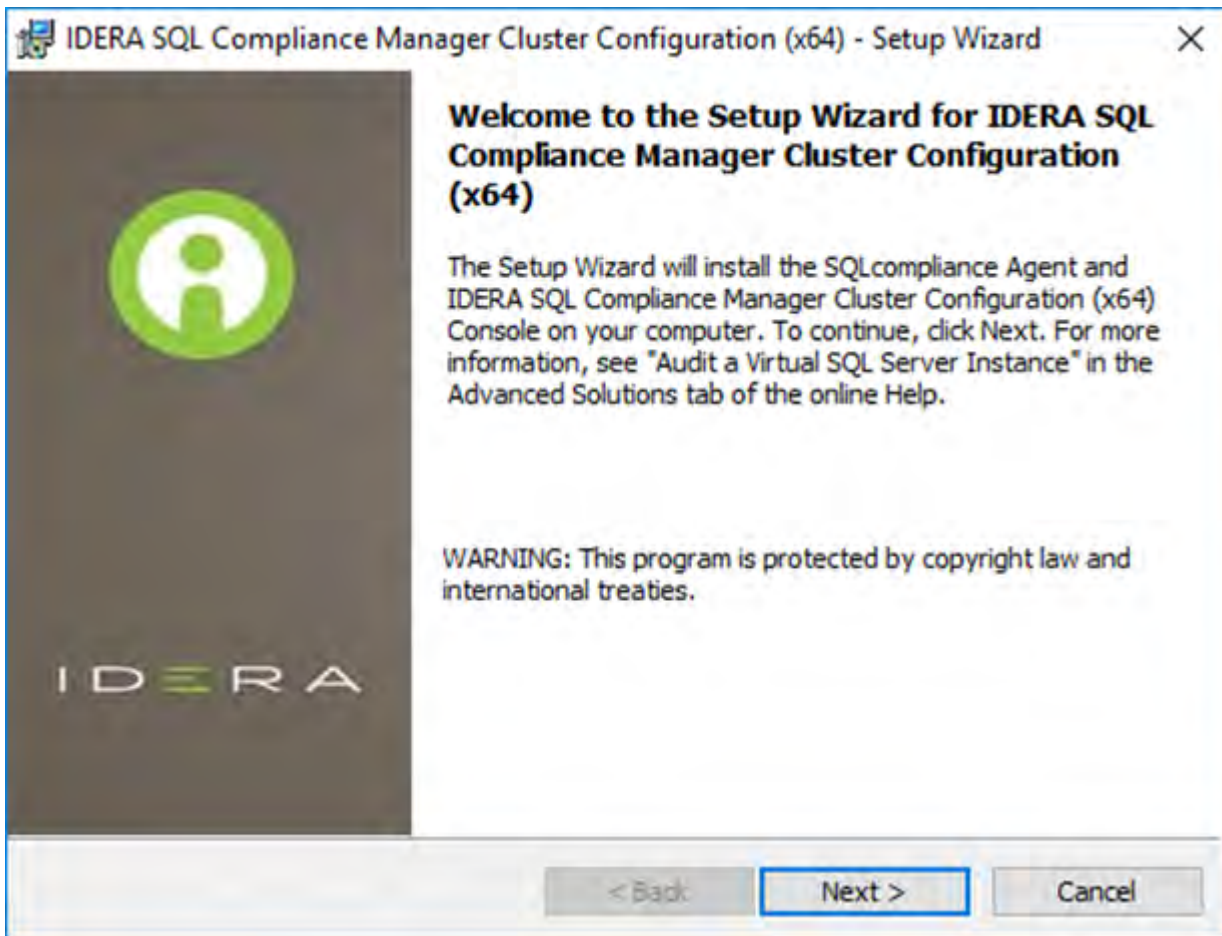 IDERA SQL Compliance Manager Cluster Configuration (x64) - Setup Wizard
Welcome to the Setup Wizard for IDERA SQL
Compliance Manager Cluster Configuration
(x64)
The Setup Wizard will install the SQLcompliance Agent and
IDERA SQL Compliance Manager Cluster Configuration (x64)
Console on your computer. To continue, click Next. For more
information, see "Audit a Virtual SQL Server Instance" in the
Advanced Solutions tab of the online Help.
WARNING: This program is protected by copyright law and
international treaties.
IDERA
< Back
Next >
Cancel